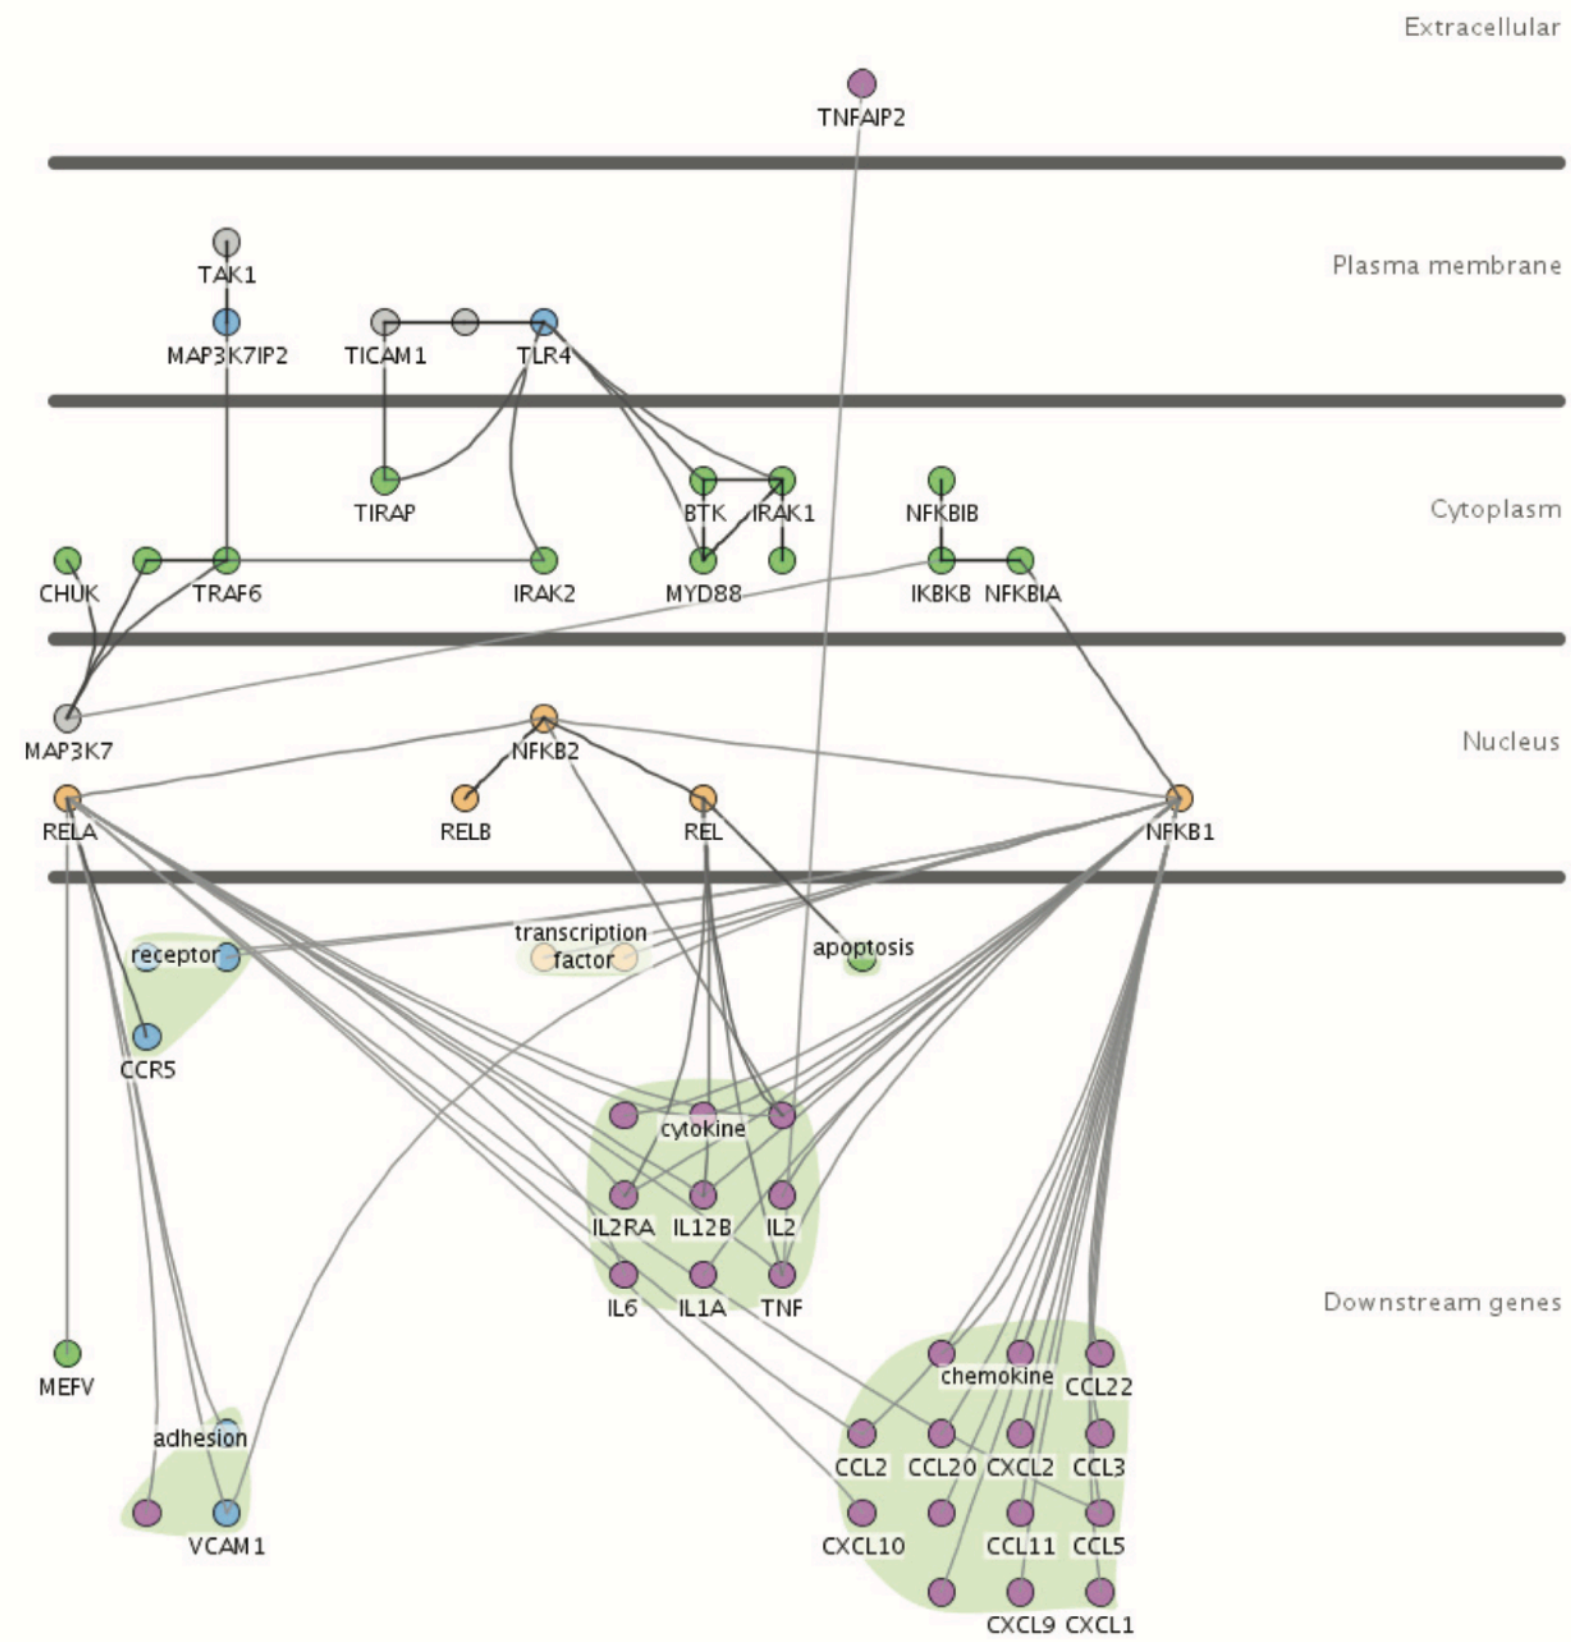 Extracellular
TNFAIP2
TAK1
Plasma membrane
MAP3K7IP2 TICAM1 TLR4
TIRAP BTK IRAK1 NFKBIB Cytoplasm
CHUK TRAF6 IRAK2 MYD88 IKBKB NFKBIA
MAP3K7 NFKB2 Nucleus
RELA RELB REL NFKB1
transcription
receptor factor apoptosis
CCR5
cytokine
IL2RA IL12B IL2
IL6 IL1A TNF Downstream genes
MEFV chemokine CCL22
adhesion
CCL2 CCL20 CXCL2 CCL3
VCAM1 CXCL10 CCL11 CCL5
CXCL9 CXCL1